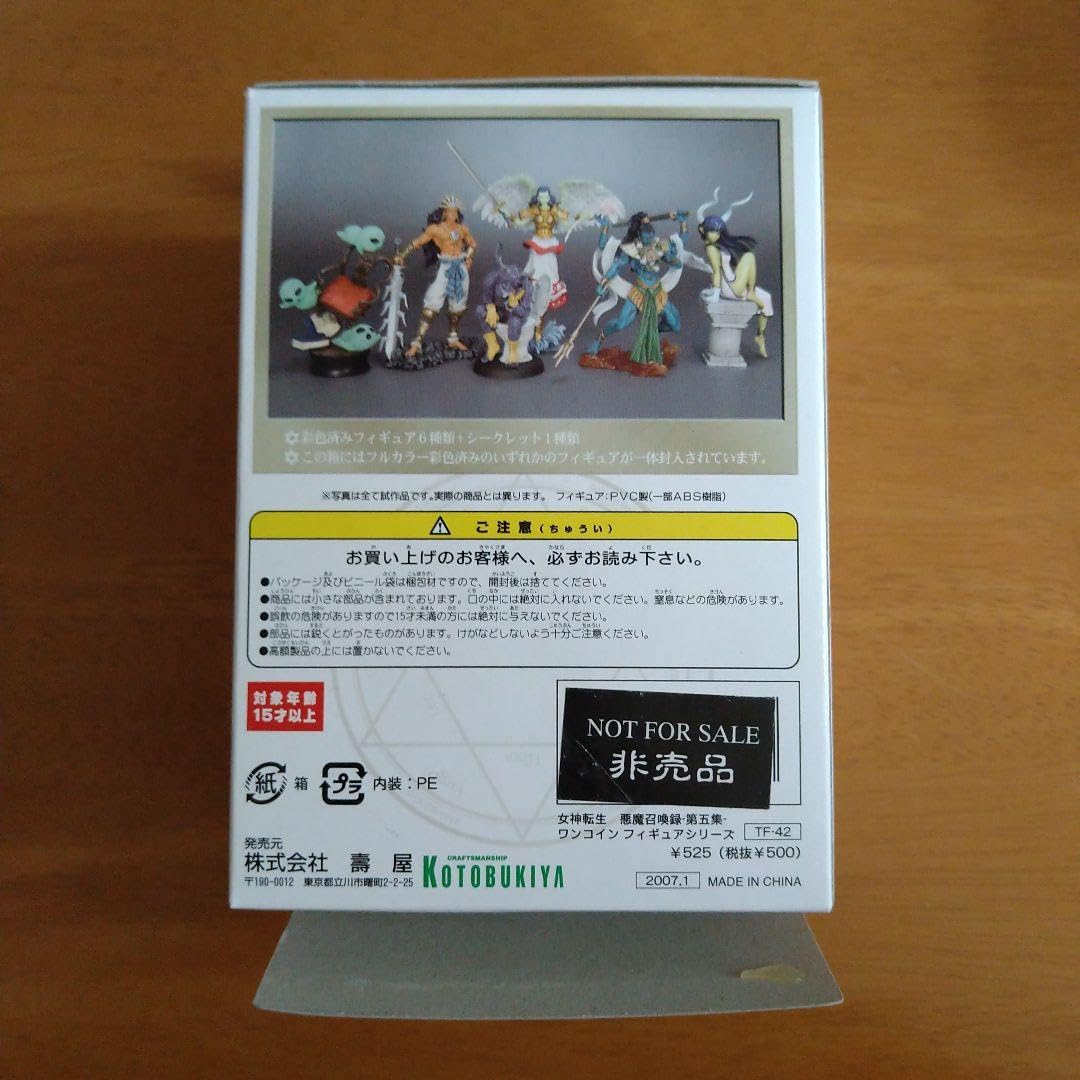 ✡彩色済みフィギュア6種類+シークレット1種類
✡この箱にはフルカラー彩色済みのいずれかのフィギュアが一体封入されています。
※写真は全て試作品です。実際の商品とは異ります。 フィギュア:PVC製(一部ABS樹脂)
⚠ ご注意(ちゅうい)
お買い上げのお客様へ、必ずお読み下さい。
●パッケージ及びビニール袋は梱包材ですので、開封後は捨ててください。
●商品には小さな部品が含まれております。口の中には絶対に入れないでください。窒息などの危険があります。
●誤飲の危険がありますので15才未満の方には絶対に与えないでください。
●部品には鋭くとがったものがあります。けがなどしないよう十分ご注意ください。
●高額製品の上には置かないでください。
対象年齢
15才以上
NOT FOR SALE
非売品
紙 箱 プラ 内装:PE
女神転生 悪魔召喚録-第五集-
ワンコイン フィギュアシリーズ TF-42
¥525(税抜¥500)
発売元
株式会社 壽屋
〒190-0012 東京都立川市曙町2-2-25
CRAFTSMANSHIP
KOTOBUKIYA
2007.1 MADE IN CHINA